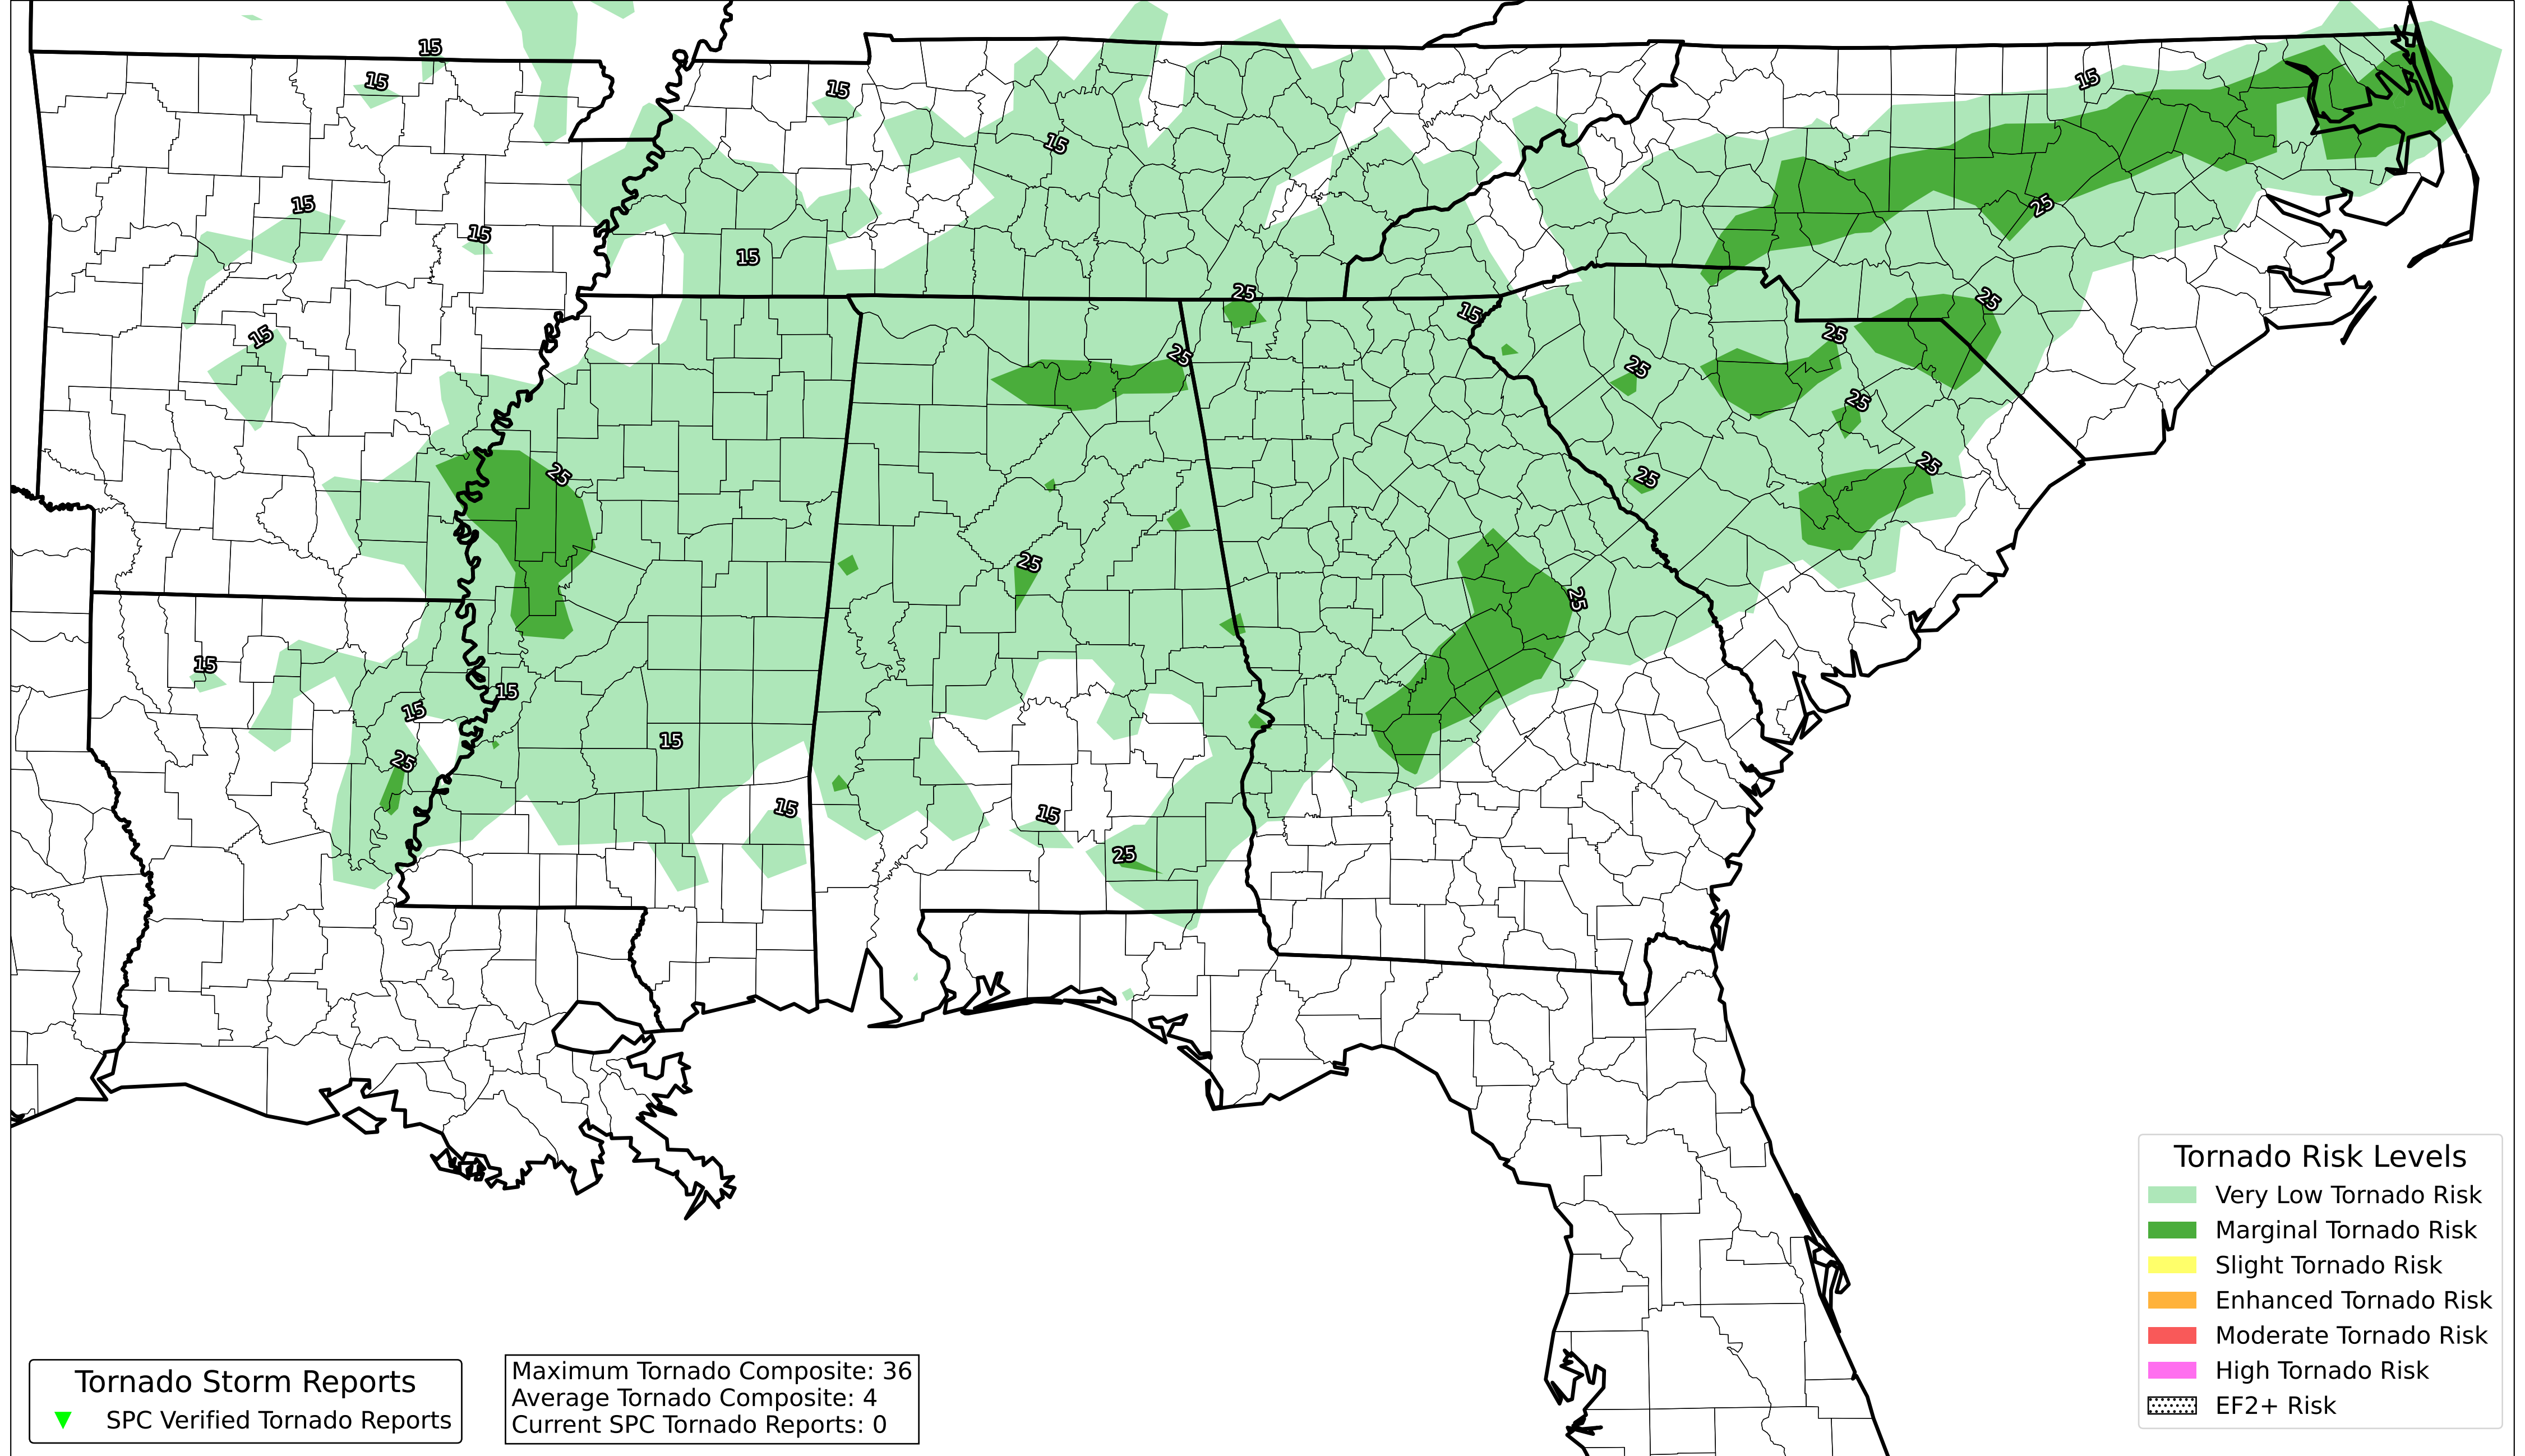 15
15
15
15
15
15
25
15
15
15
25
25
15
25
25
15
25
25
25
25
25
25
25
15
15
15
25
15
15
15
25
25
Tornado Risk Levels
Very Low Tornado Risk
Marginal Tornado Risk
Slight Tornado Risk
Enhanced Tornado Risk
Moderate Tornado Risk
High Tornado Risk
EF2+ Risk
Tornado Storm Reports
SPC Verified Tornado Reports
Maximum Tornado Composite: 36
Average Tornado Composite: 4
Current SPC Tornado Reports: 0